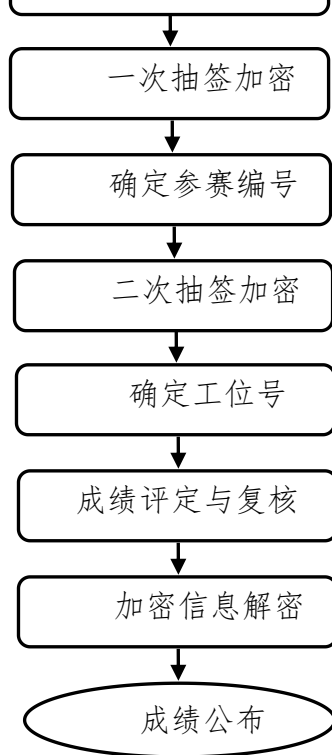 一次抽签加密
确定参赛编号
二次抽签加密
确定工位号
成绩评定与复核
加密信息解密
成绩公布